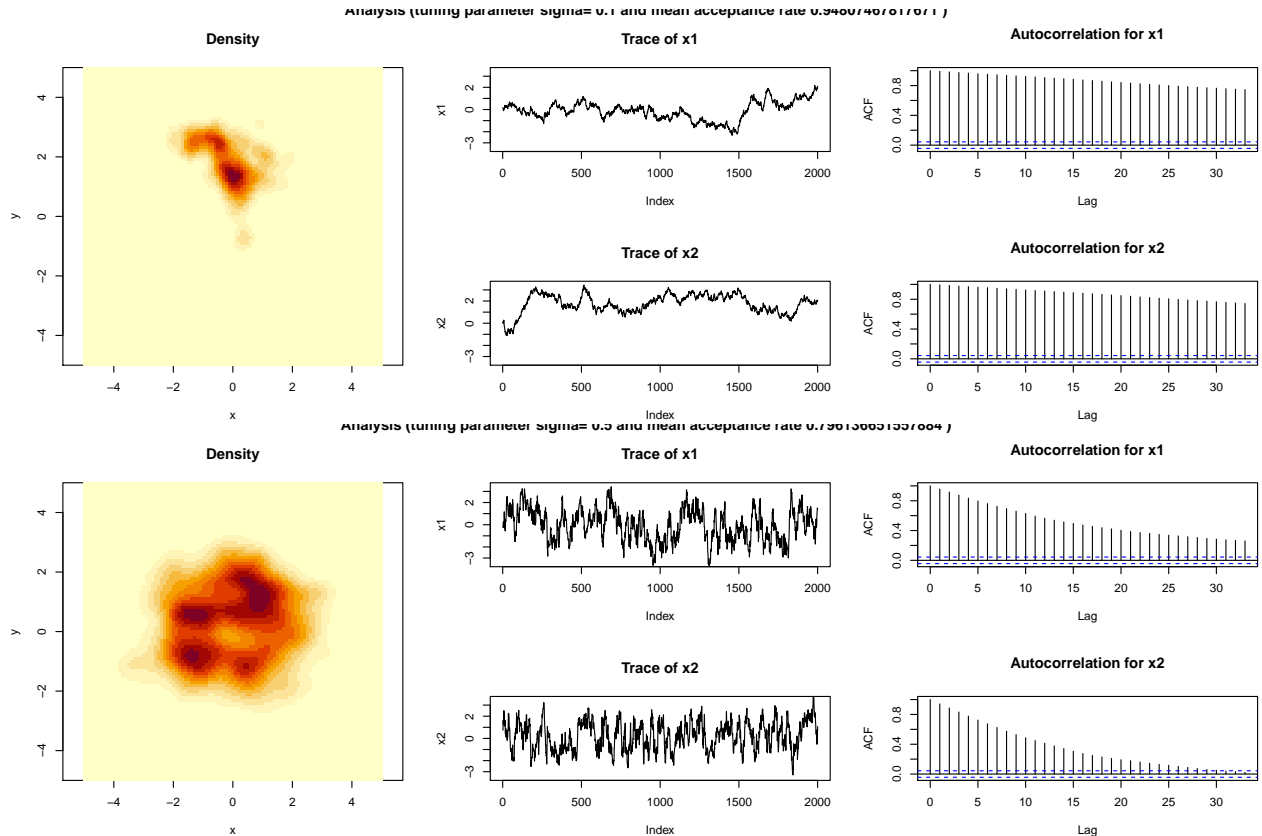 Analysis (tuning parameter sigma= 0.1 and mean acceptance rate 0.94807467817671 )
Density
y
4
2
0
−2
−4
−4 −2 0 2 4
x
Trace of x1
x1
2
0
−3
0 500 1000 1500 2000
Index
Autocorrelation for x1
ACF
0.8
0.4
0.0
0 5 10 15 20 25 30
Lag
Trace of x2
x2
2
0
−3
0 500 1000 1500 2000
Index
Autocorrelation for x2
ACF
0.8
0.4
0.0
0 5 10 15 20 25 30
Lag
Analysis (tuning parameter sigma= 0.5 and mean acceptance rate 0.796136651557884 )
Density
y
4
2
0
−2
−4
−4 −2 0 2 4
x
Trace of x1
x1
2
0
−3
0 500 1000 1500 2000
Index
Autocorrelation for x1
ACF
0.8
0.4
0.0
0 5 10 15 20 25 30
Lag
Trace of x2
x2
2
0
−3
0 500 1000 1500 2000
Index
Autocorrelation for x2
ACF
0.8
0.4
0.0
0 5 10 15 20 25 30
Lag